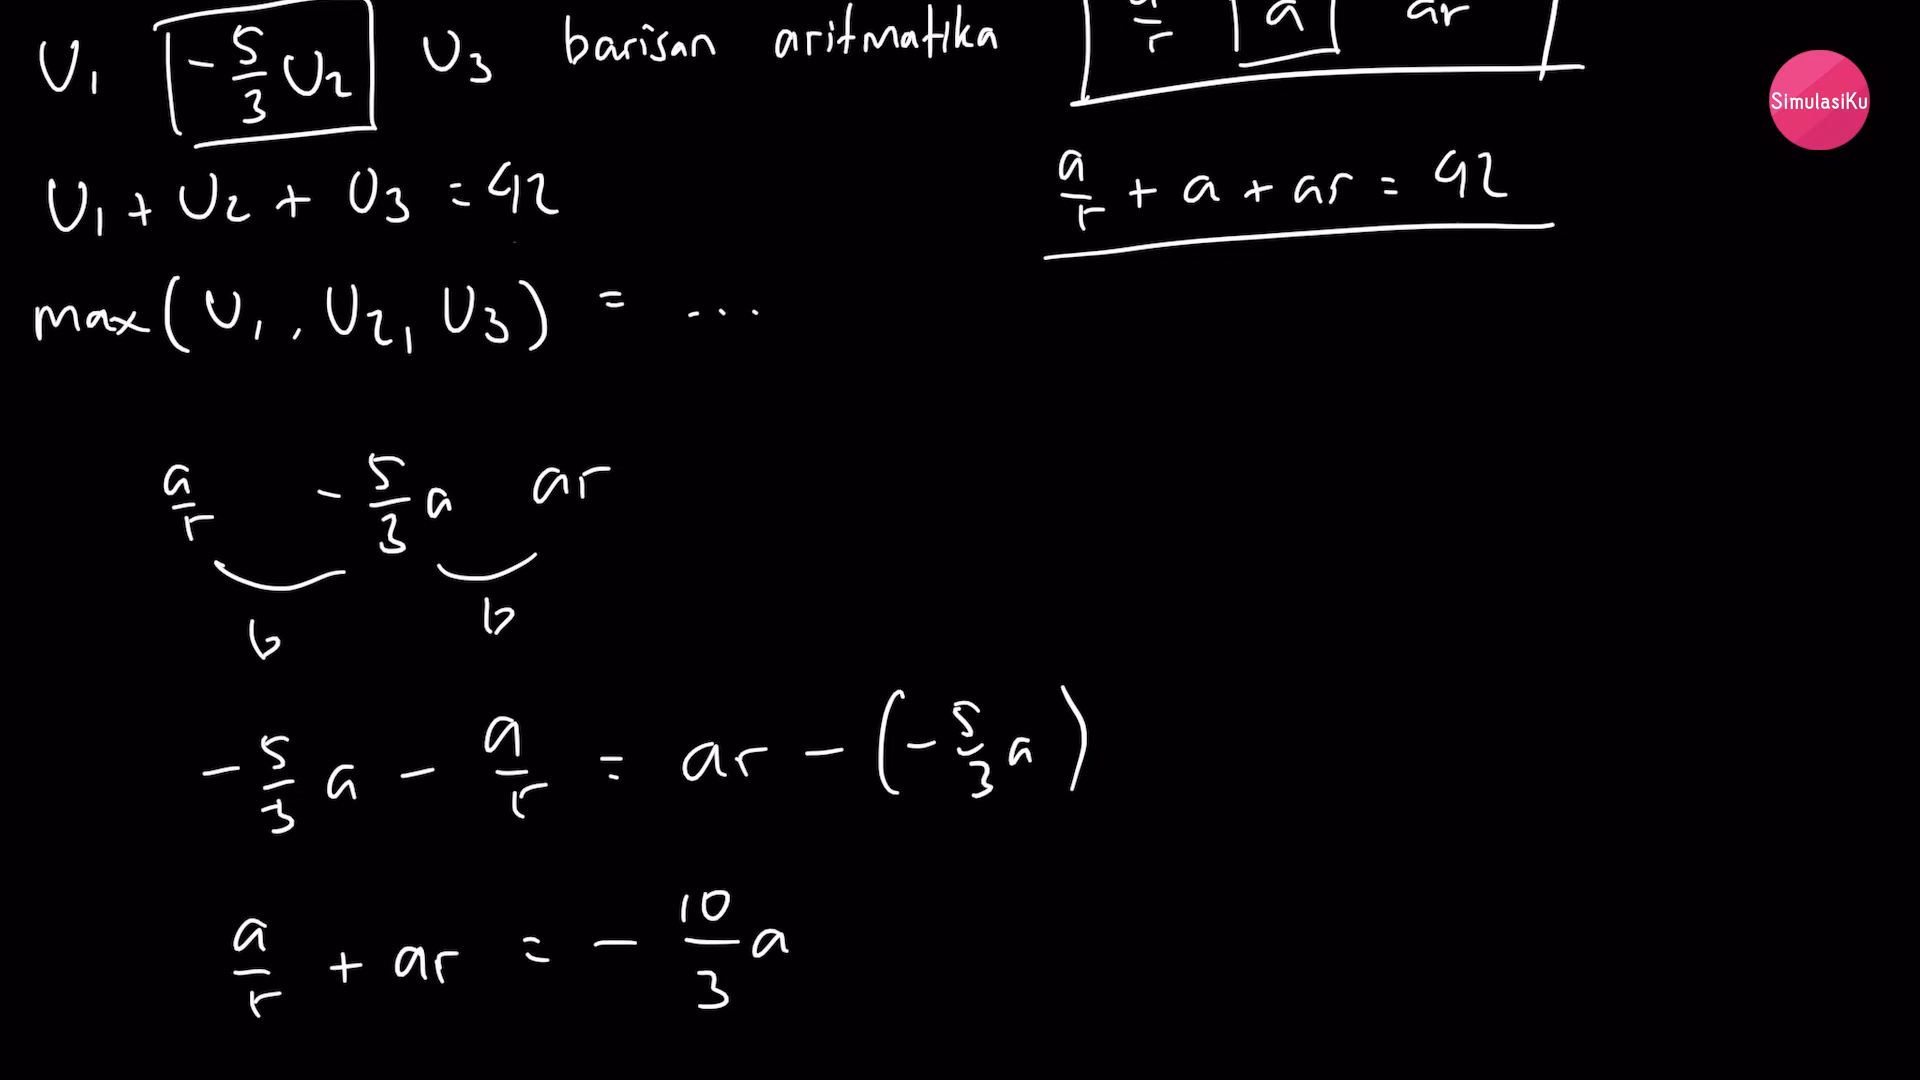 U₁ -5/3 U₂ U₃ barisan aritmatika
a/r a ar
SimulasiKu
U₁ + U₂ + U₃ = 42
a/r + a + ar = 42
max(U₁, U₂, U₃) = ...
a/r -5/3 a ar
b b
-5/3 a - a/r = ar - (-5/3 a)
a/r + ar = - 10/3 a